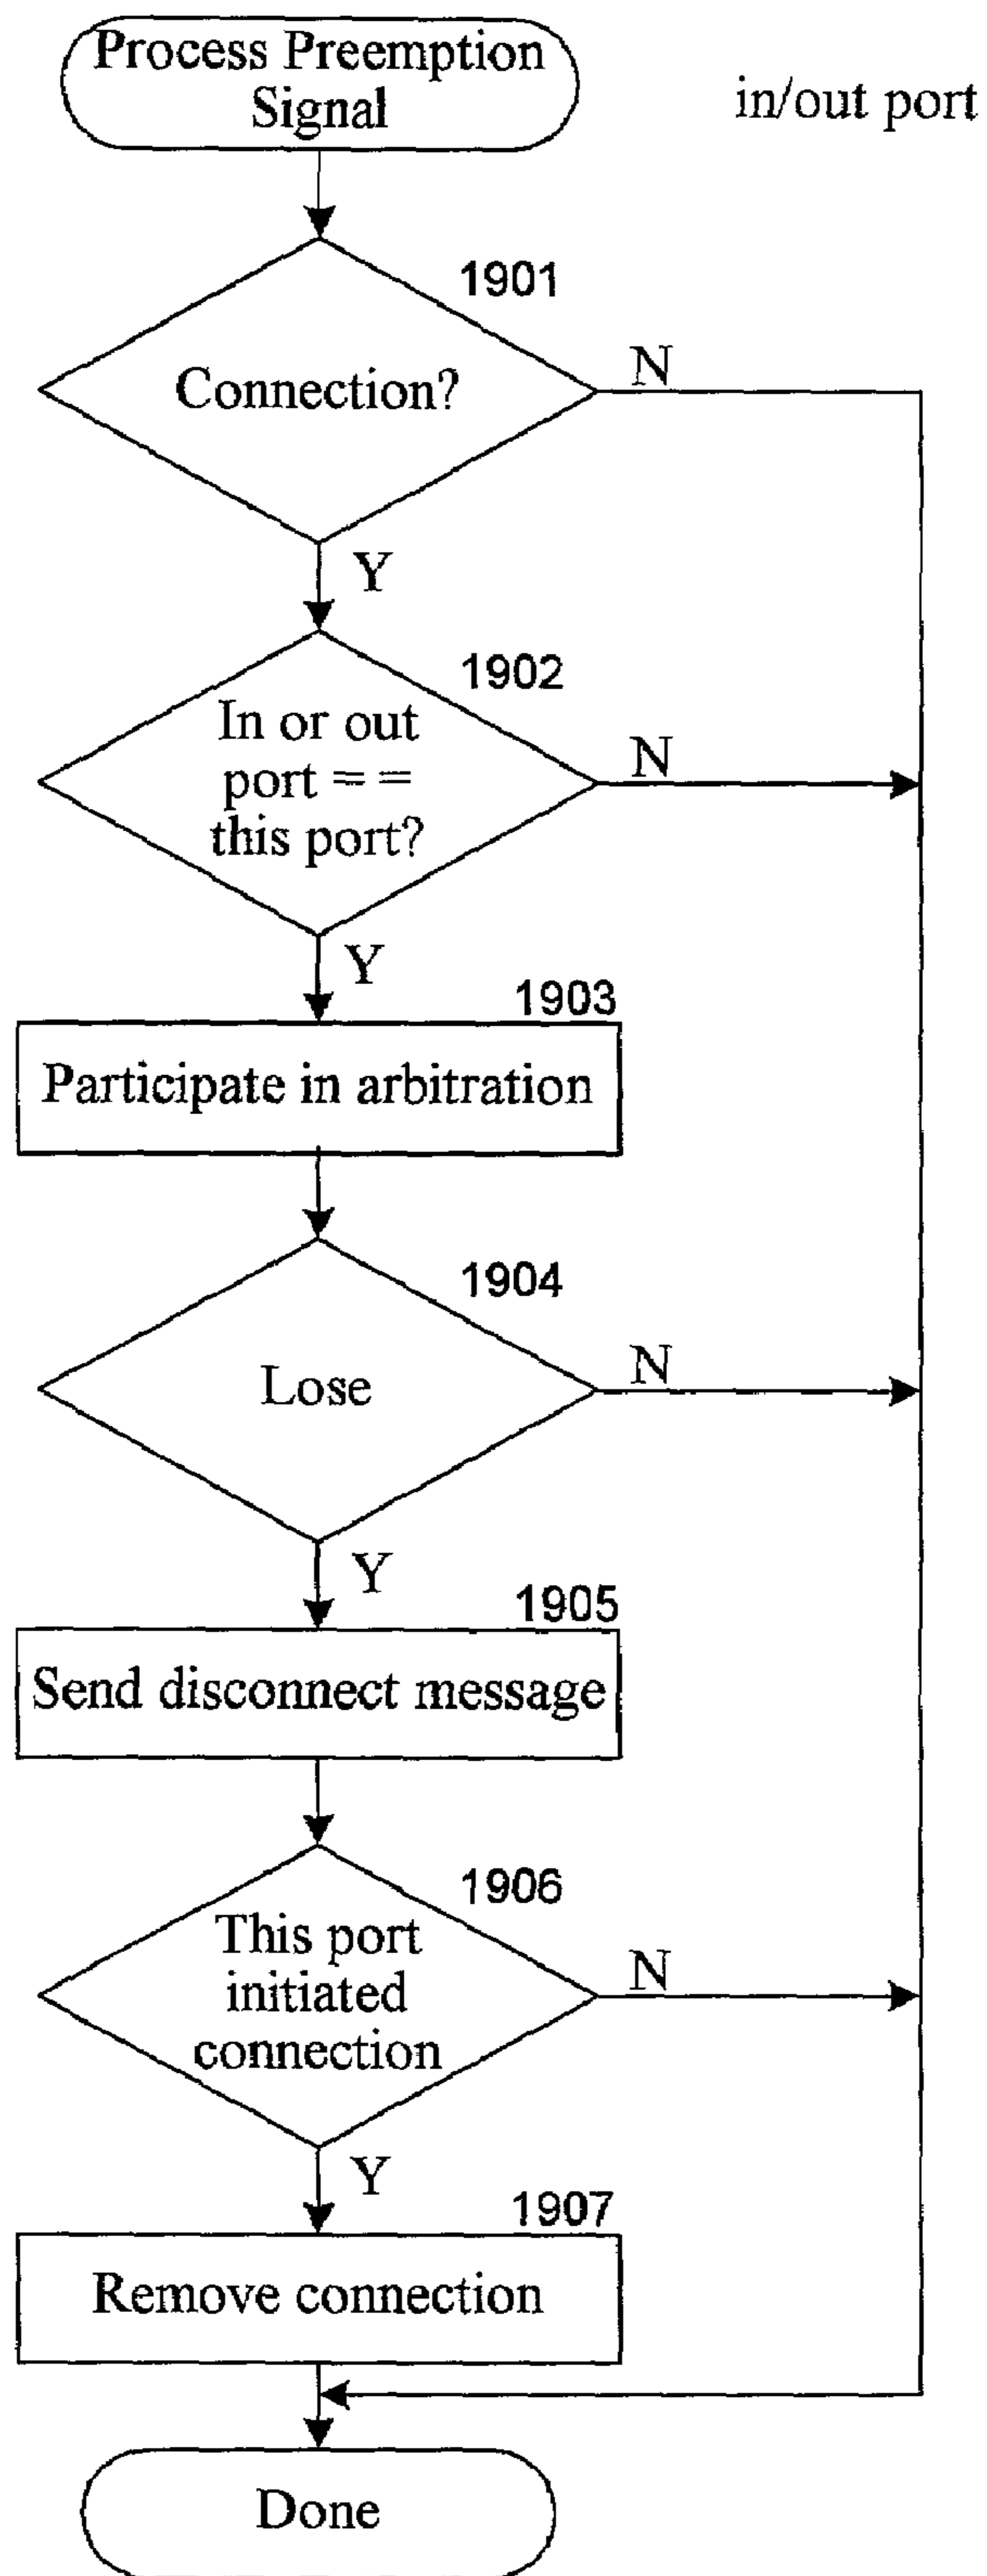 Process Preemption
Signal
in/out port
1901
Connection?
N
Y
1902
In or out
port = =
this port?
N
Y
1903
Participate in arbitration
1904
Lose
N
Y
1905
Send disconnect message
1906
This port
initiated
connection
N
Y
1907
Remove connection
Done